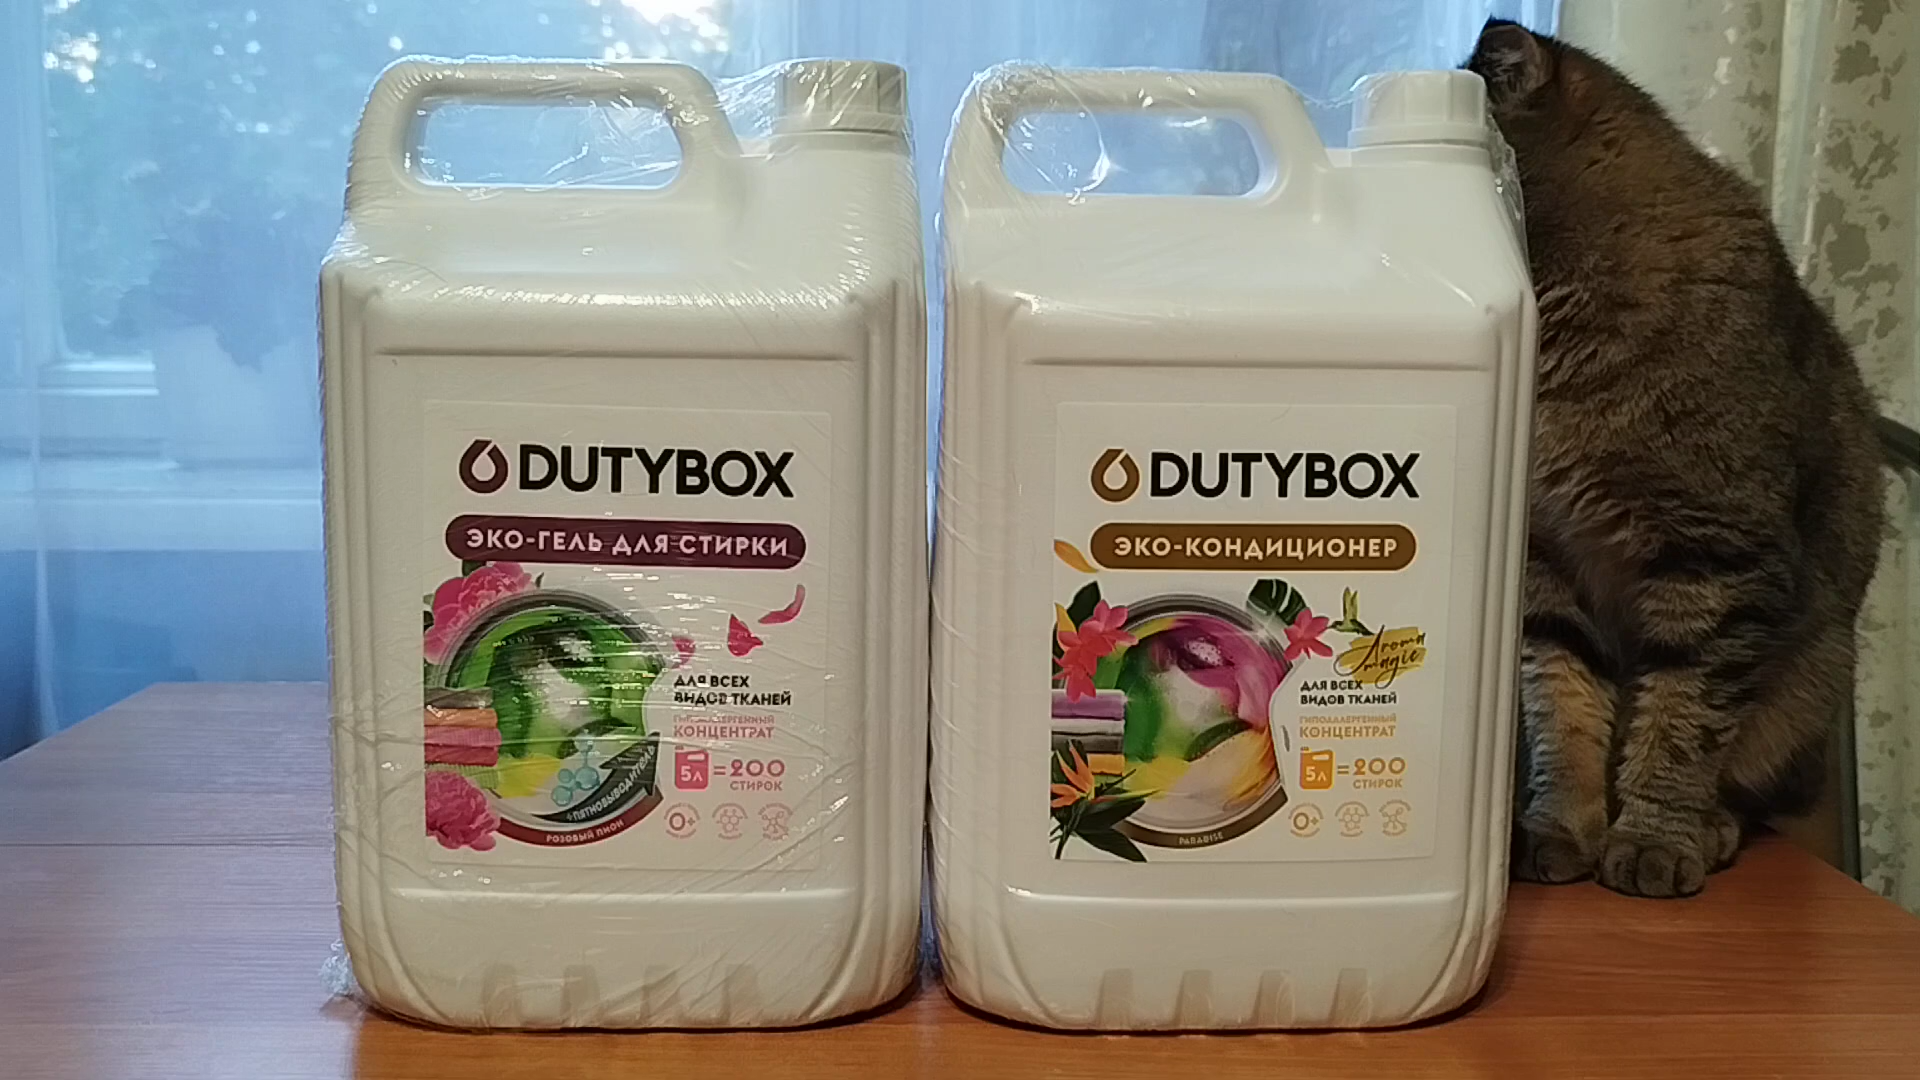 DUTYBOX
ЭКО-ГЕЛЬ ДЛЯ СТИРКИ
ДЛЯ ВСЕХ
ВИДОВ ТКАНЕЙ
ГИПОАЛЛЕРГЕННЫЙ
КОНЦЕНТРАТ
5л = 200
СТИРОК
+ПЯТНОВЫВОДИТЕЛЬ
РОЗОВЫЙ ПИОН
0+
DUTYBOX
ЭКО-КОНДИЦИОНЕР
Aroma
magic
ДЛЯ ВСЕХ
ВИДОВ ТКАНЕЙ
ГИПОАЛЛЕРГЕННЫЙ
КОНЦЕНТРАТ
5л = 200
СТИРОК
PARADISE
0+